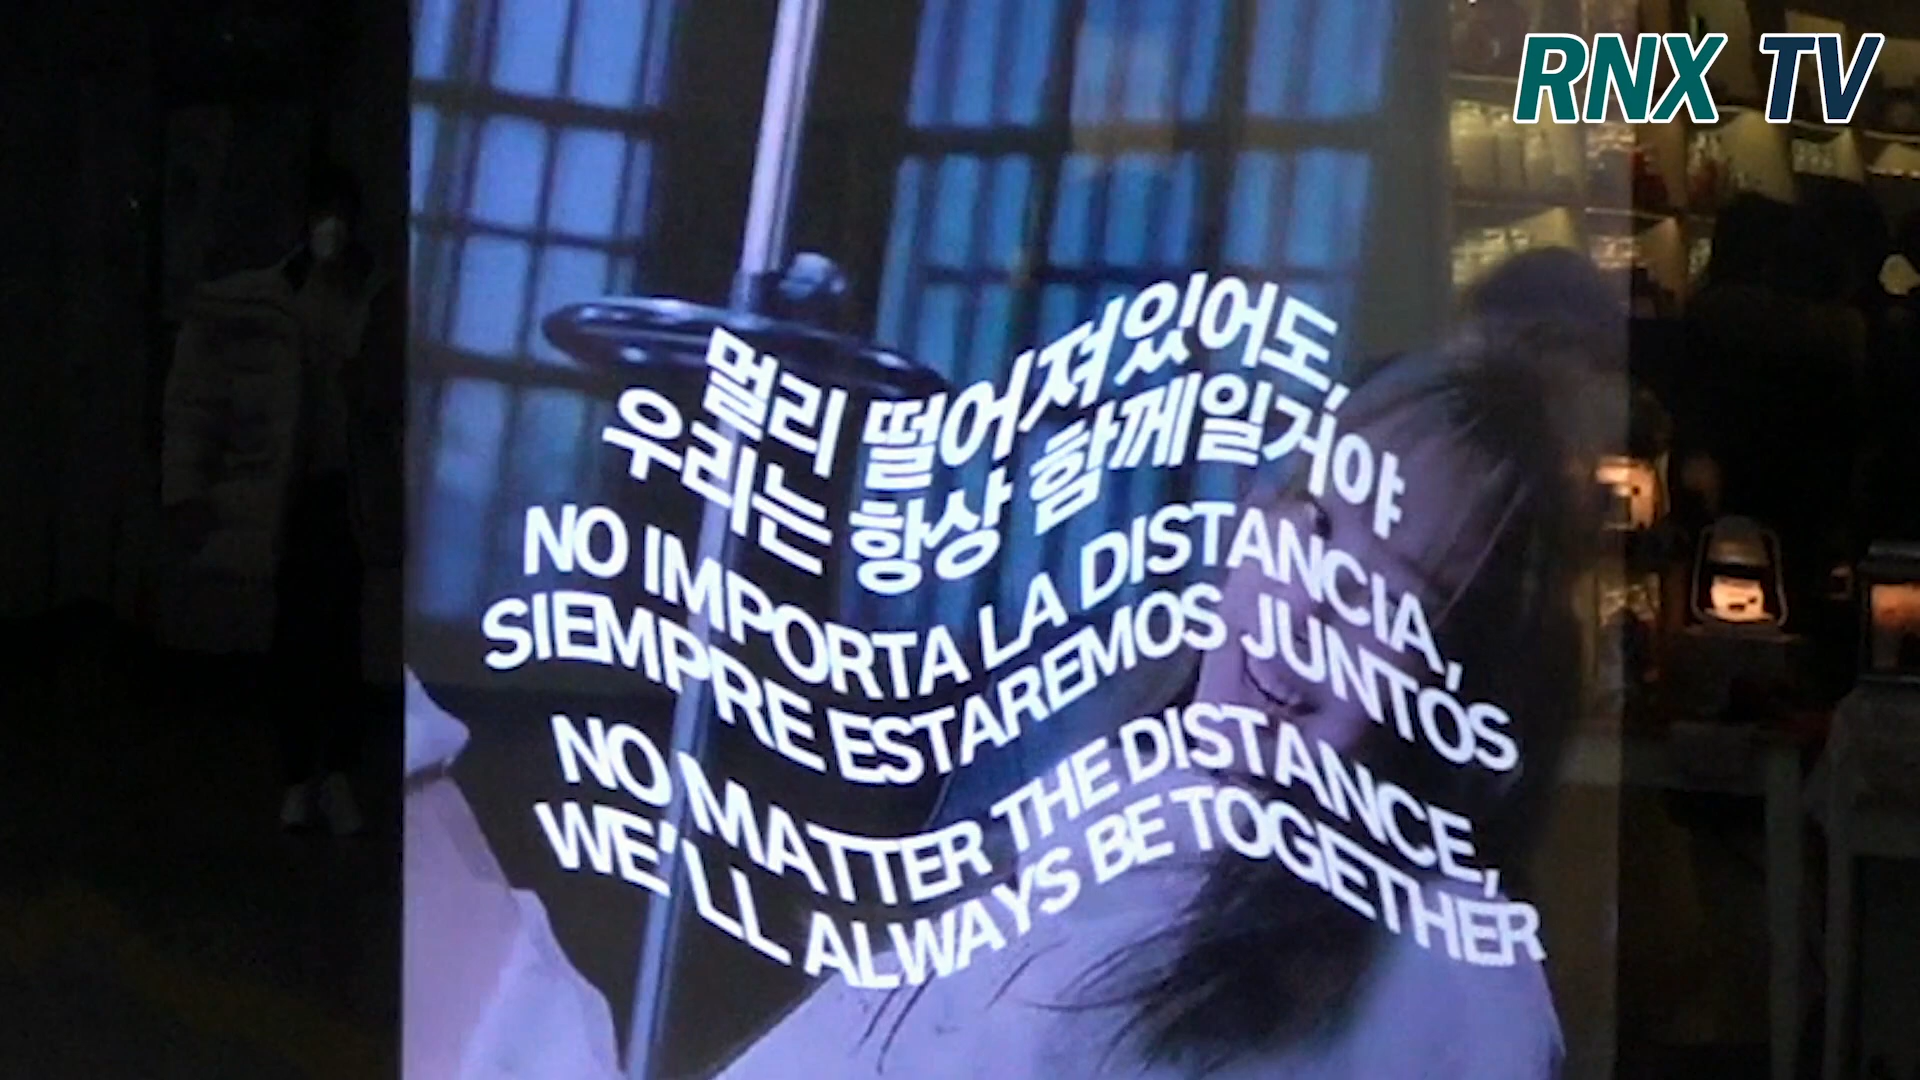 RNX TV
멀리 떨어져있어도,
우리는 항상 함께일거야
NO IMPORTA LA DISTANCIA,
SIEMPRE ESTAREMOS JUNTOS
NO MATTER THE DISTANCE,
WE'LL ALWAYS BE TOGETHER